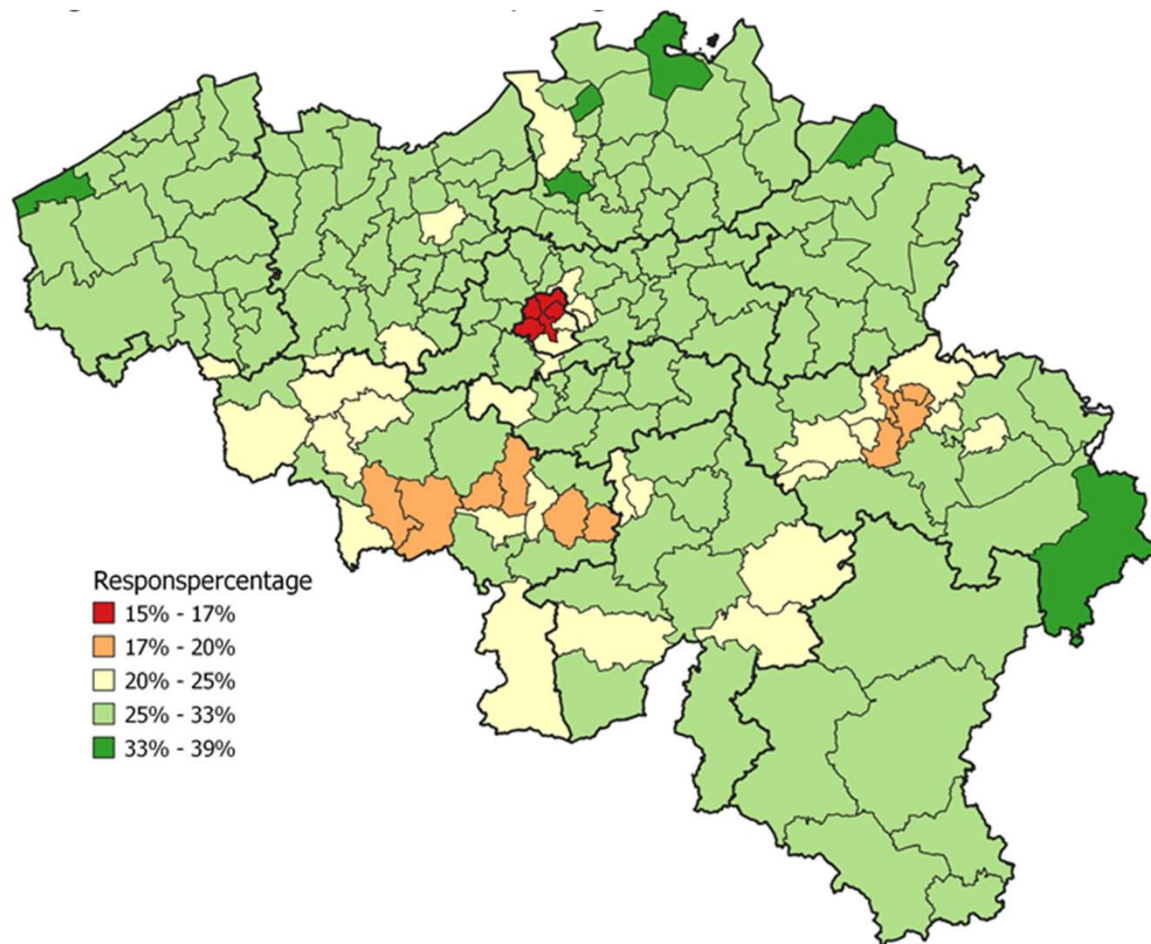 Responspercentage
15% - 17%
17% - 20%
20% - 25%
25% - 33%
33% - 39%